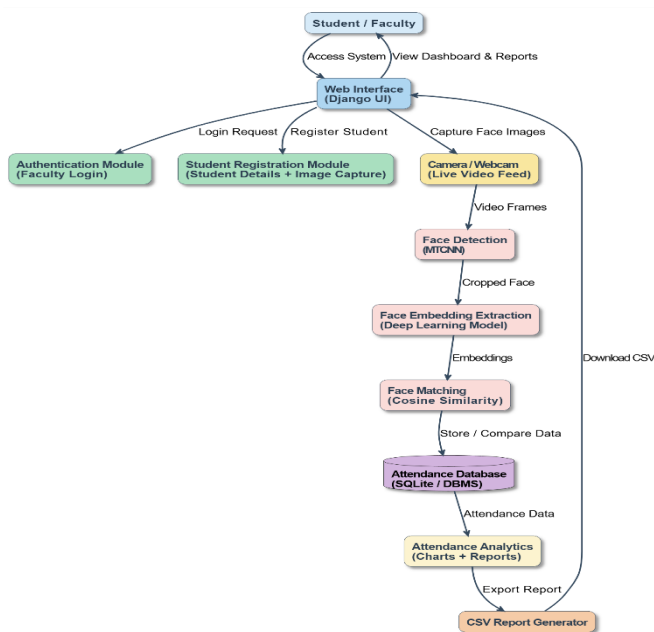 Student / Faculty
Access System
View Dashboard & Reports
Web Interface
(Django UI)
Login Request
Register Student
Capture Face Images
Authentication Module
(Faculty Login)
Student Registration Module
(Student Details + Image Capture)
Camera / Webcam
(Live Video Feed)
Video Frames
Face Detection
(MTCNN)
Cropped Face
Face Embedding Extraction
(Deep Learning Model)
Embeddings
Download CSV
Face Matching
(Cosine Similarity)
Store / Compare Data
Attendance Database
(SQLite / DBMS)
Attendance Data
Attendance Analytics
(Charts + Reports)
Export Report
CSV Report Generator